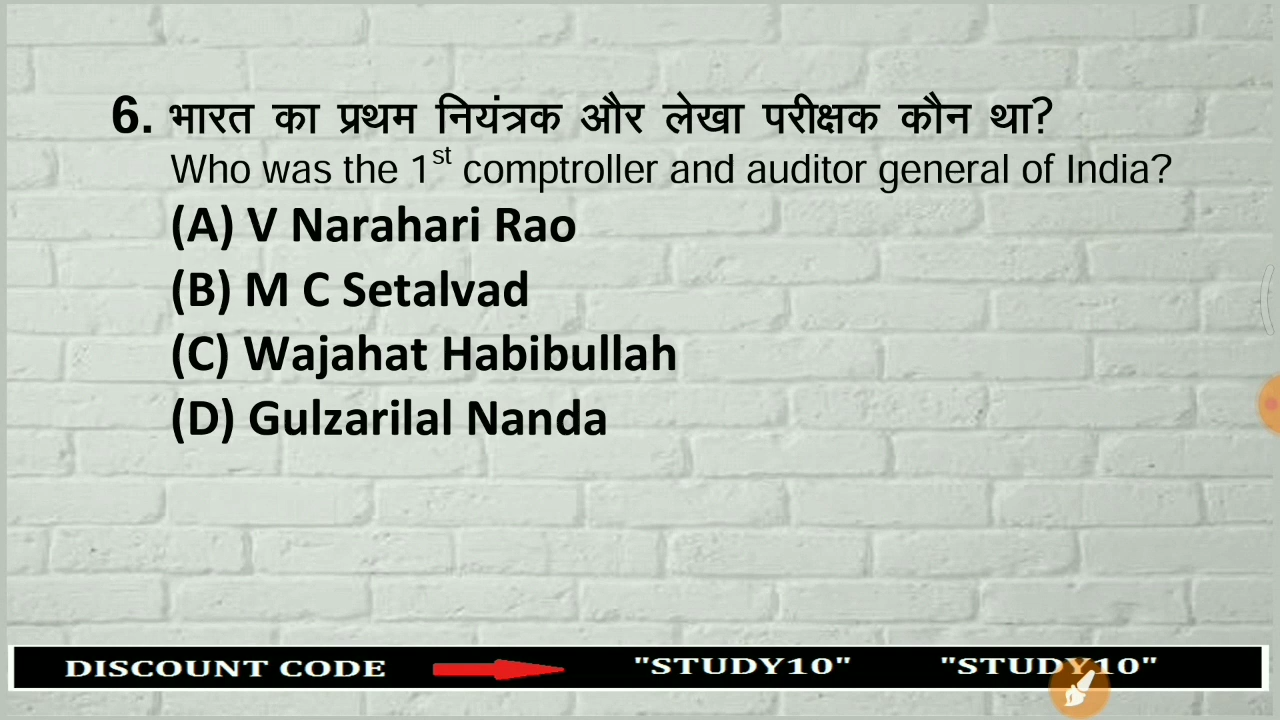 6. भारत का प्रथम नियंत्रक और लेखा परीक्षक कौन था?
Who was the 1st comptroller and auditor general of India?
(A) V Narahari Rao
(B) M C Setalvad
(C) Wajahat Habibullah
(D) Gulzarilal Nanda
DISCOUNT CODE "STUDY10" "STUDY10"